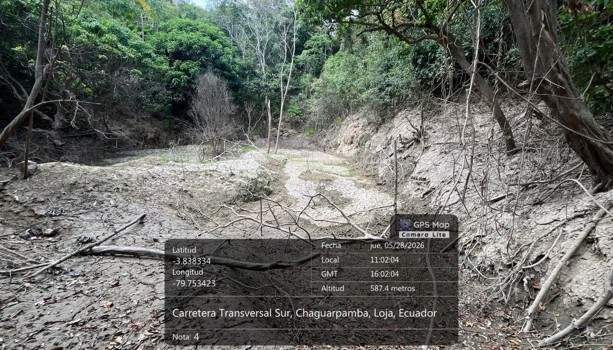 GPS Map
Camera Lite
Latitud
-3.838334
Longitud
-79.753423
Fecha
jue, 05/28/2026
Local
11:02:04
GMT
16:02:04
Altitud
587.4 metros
Carretera Transversal Sur, Chaguarpamba, Loja, Ecuador
Nota: 4